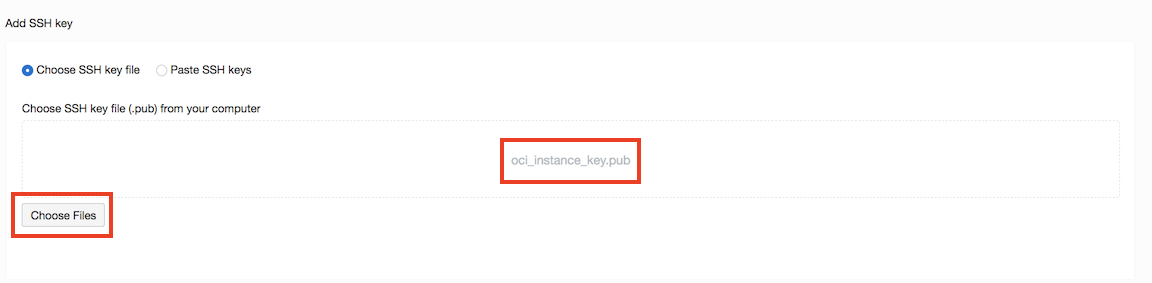 Add SSH key
Choose SSH key file Paste SSH keys
Choose SSH key file (.pub) from your computer
oci_instance_key.pub
Choose Files